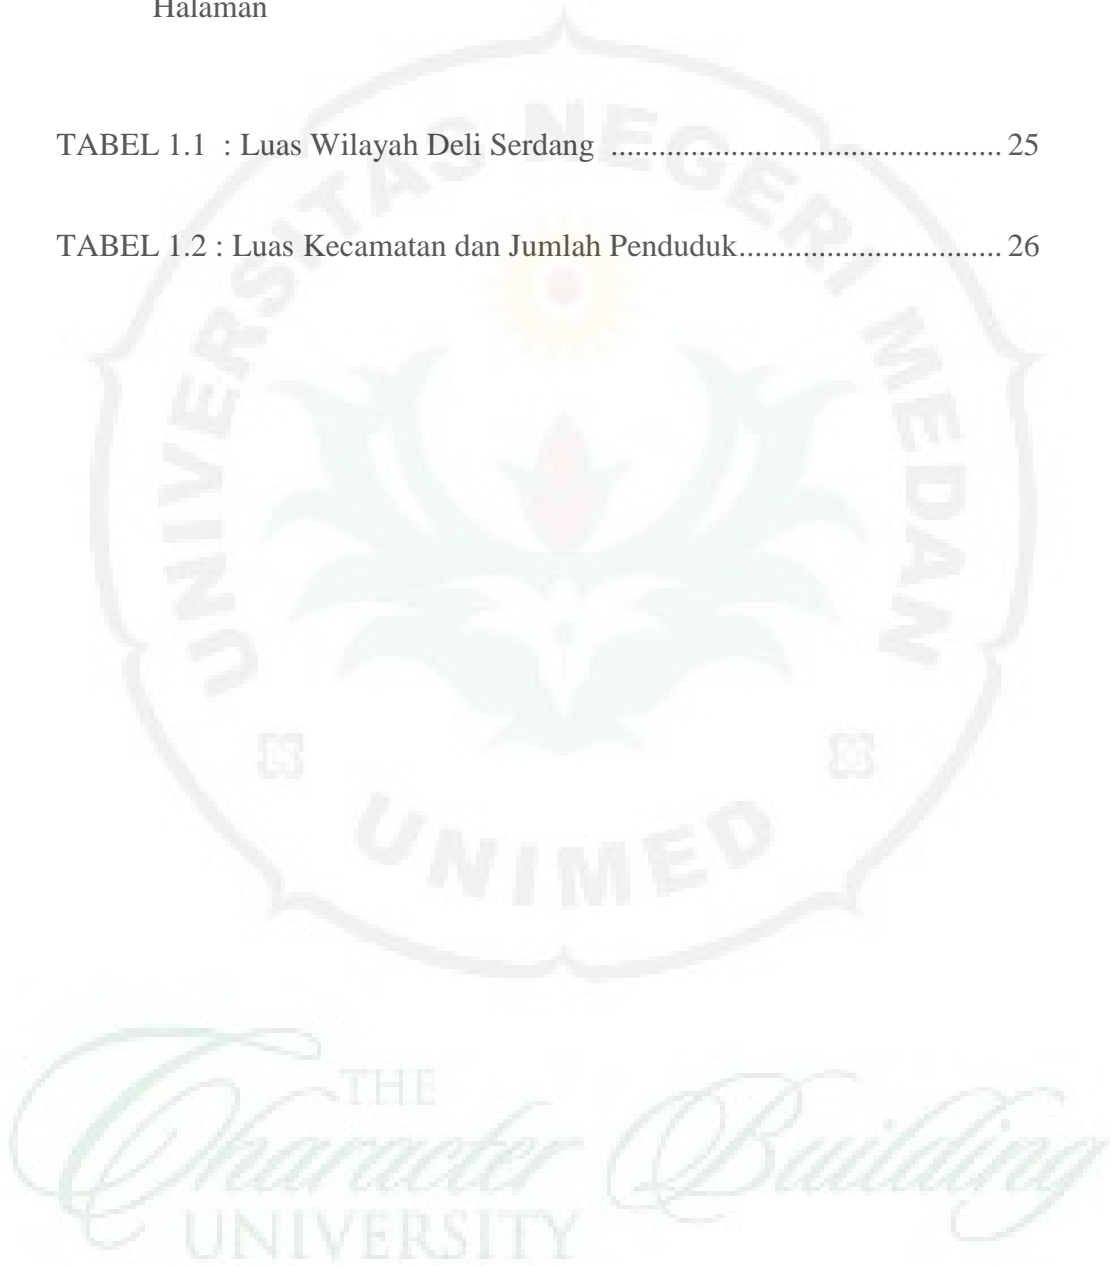 Halaman
TABEL 1.1 : Luas Wilayah Deli Serdang ................................................ 25
TABEL 1.2 : Luas Kecamatan dan Jumlah Penduduk................................ 26
UNIVERSITAS NEGERI MEDAN
UNIMED
THE
Character Building
UNIVERSITY